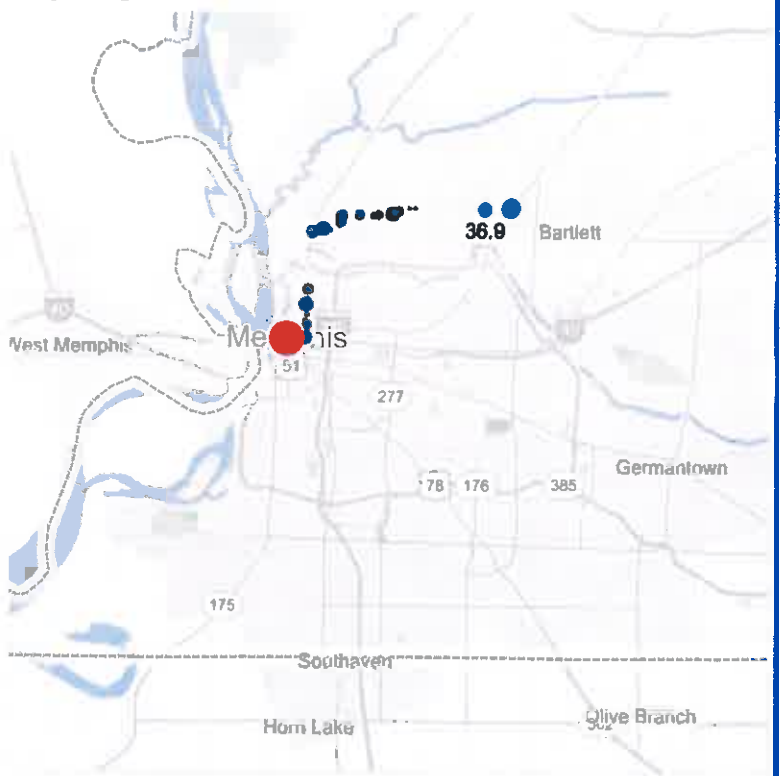 36.9
Bartlett
West Memphis
Me his
51
277
Germantown
78
176
385
175
Southaven
Horn Lake
Olive Branch